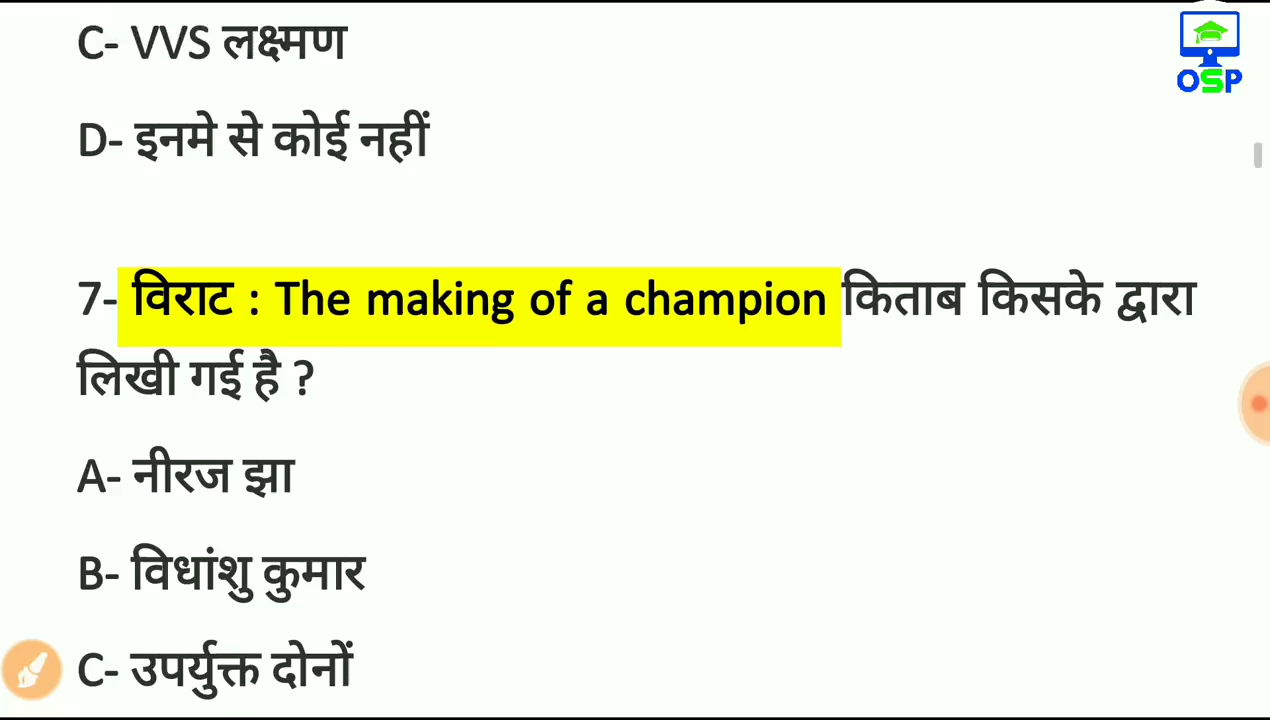 C- VVS लक्ष्मण
OSP
D- इनमे से कोई नहीं
7- विराट : The making of a champion किताब किसके द्वारा
लिखी गई है ?
A- नीरज झा
B- विधांशु कुमार
C- उपर्युक्त दोनों